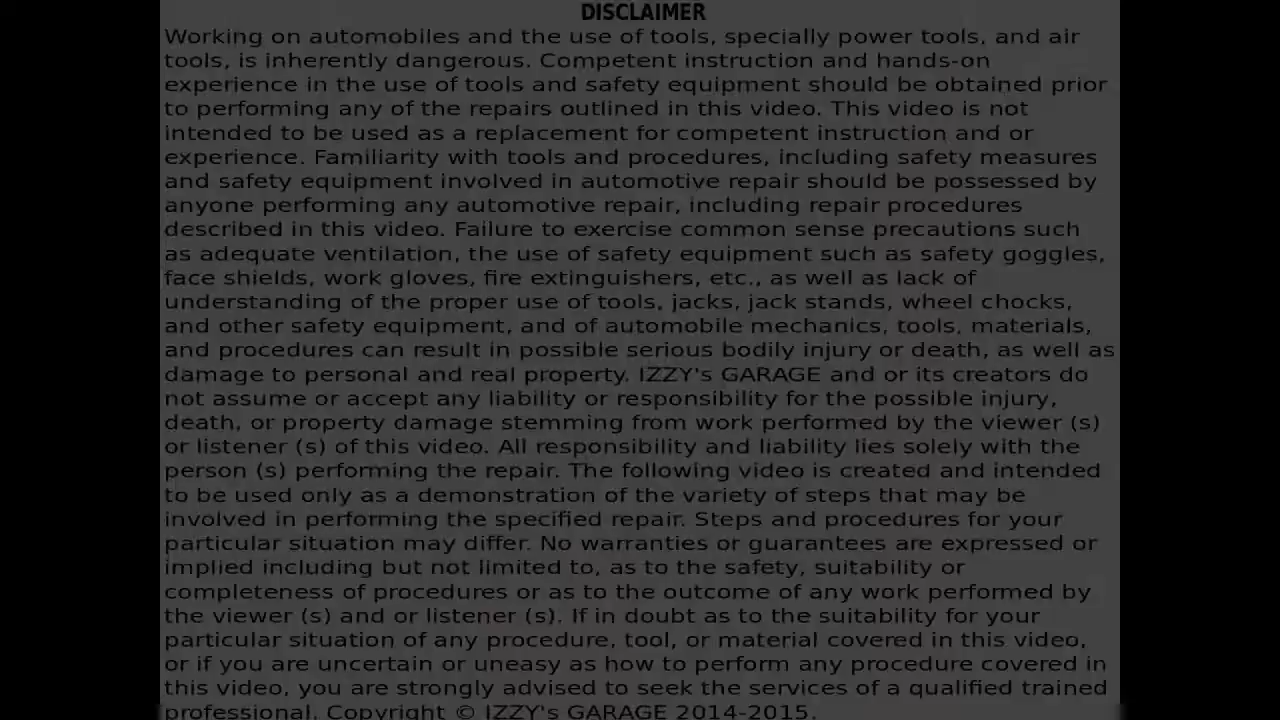 DISCLAIMER
Working on automobiles and the use of tools, specially power tools, and air
tools, is inherently dangerous. Competent instruction and hands-on
experience in the use of tools and safety equipment should be obtained prior
to performing any of the repairs outlined in this video. This video is not
intended to be used as a replacement for competent instruction and or
experience. Familiarity with tools and procedures, including safety measures
and safety equipment involved in automotive repair should be possessed by
anyone performing any automotive repair, including repair procedures
described in this video. Failure to exercise common sense precautions such
as adequate ventilation, the use of safety equipment such as safety goggles,
face shields, work gloves, fire extinguishers, etc., as well as lack of
understanding of the proper use of tools, jacks, jack stands, wheel chocks,
and other safety equipment, and of automobile mechanics, tools, materials,
and procedures can result in possible serious bodily injury or death, as well as
damage to personal and real property. IZZY's GARAGE and or its creators do
not assume or accept any liability or responsibility for the possible injury,
death, or property damage stemming from work performed by the viewer (s)
or listener (s) of this video. All responsibility and liability lies solely with the
person (s) performing the repair. The following video is created and intended
to be used only as a demonstration of the variety of steps that may be
involved in performing the specified repair. Steps and procedures for your
particular situation may differ. No warranties or guarantees are expressed or
implied including but not limited to, as to the safety, suitability or
completeness of procedures or as to the outcome of any work performed by
the viewer (s) and or listener (s). If in doubt as to the suitability for your
particular situation of any procedure, tool, or material covered in this video,
or if you are uncertain or uneasy as how to perform any procedure covered in
this video, you are strongly advised to seek the services of a qualified trained
professional. Copyright © IZZY's GARAGE 2014-2015.